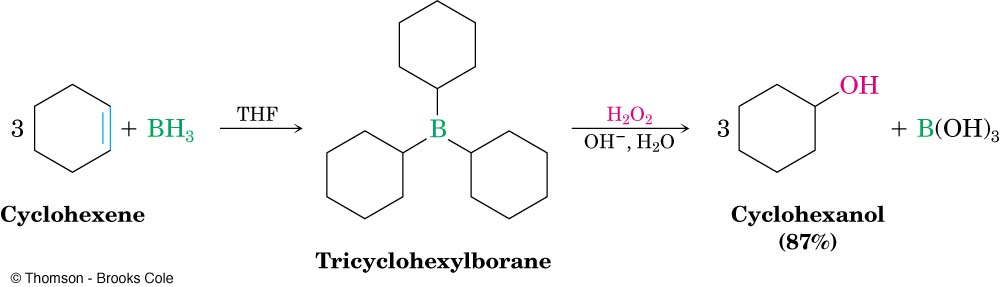 3 + BH₃
THF
B
H₂O₂
OH⁻, H₂O
3 OH + B(OH)₃
Cyclohexene
Tricyclohexylborane
Cyclohexanol
(87%)
© Thomson - Brooks Cole